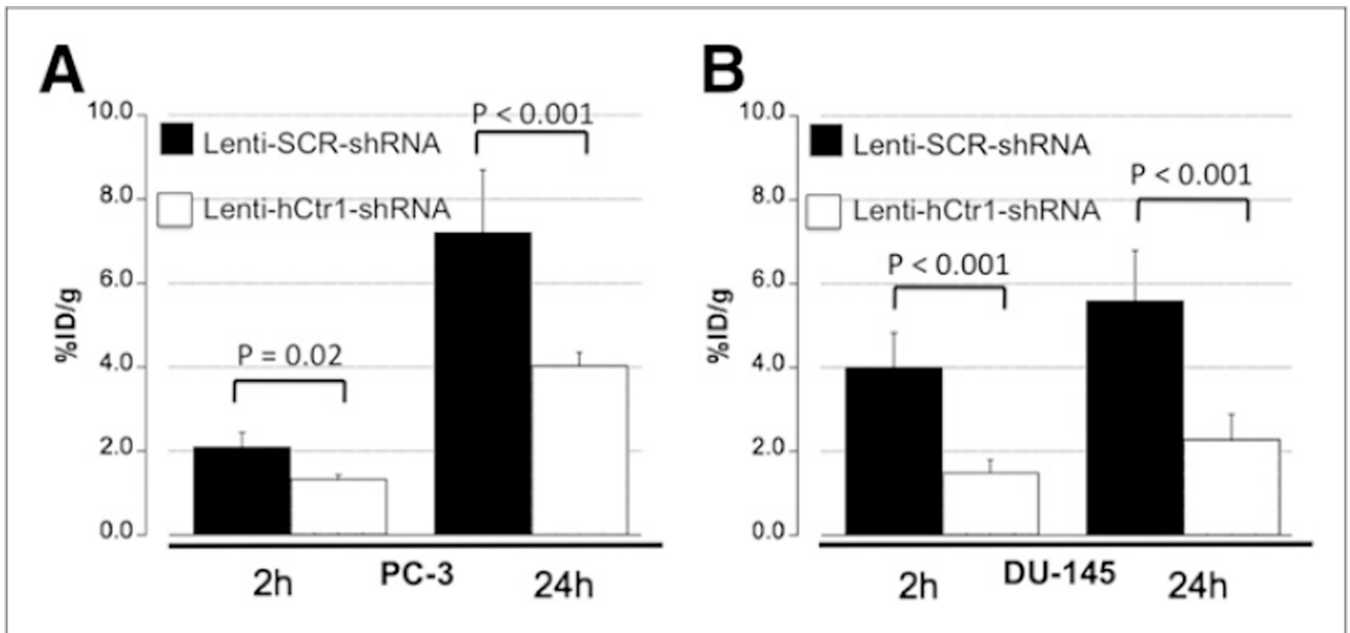 A
10.0
8.0
6.0
4.0
2.0
0.0
%ID/g
Lenti-SCR-shRNA
Lenti-hCtr1-shRNA
P = 0.02
P < 0.001
2h
PC-3
24h
B
10.0
8.0
6.0
4.0
2.0
0.0
%ID/g
Lenti-SCR-shRNA
Lenti-hCtr1-shRNA
P < 0.001
P < 0.001
2h
DU-145
24h